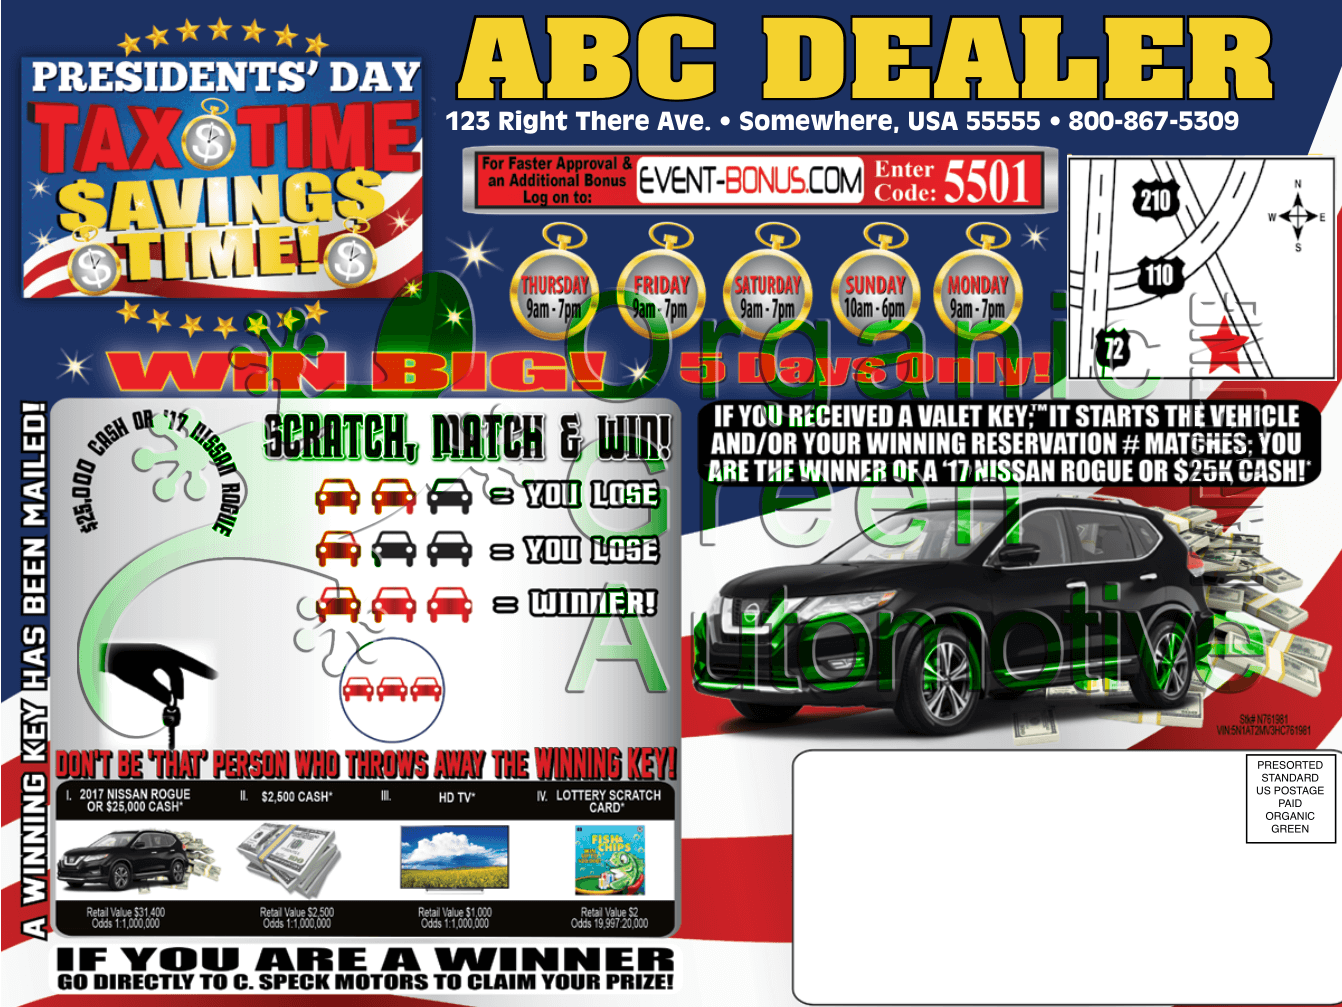 PRESIDENTS' DAY
TAX TIME
$AVING$
TIME!
ABC DEALER
123 Right There Ave. • Somewhere, USA 55555 • 800-867-5309
For Faster Approval &
an Additional Bonus
Log on to:
EVENT-BONUS.COM
Enter
Code: 5501
THURSDAY
9am - 7pm
FRIDAY
9am - 7pm
SATURDAY
9am - 7pm
SUNDAY
10am - 6pm
MONDAY
9am - 7pm
210
110
72
N
W E
S
WIN BIG! 5 Days Only!
Organic
Green
Automotive
A WINNING KEY HAS BEEN MAILED!
$25,000 CASH OR '17 NISSAN ROGUE
SCRATCH, MATCH & WIN!
= YOU LOSE
= YOU LOSE
= WINNER!
IF YOU RECEIVED A VALET KEY,™ IT STARTS THE VEHICLE
AND/OR YOUR WINNING RESERVATION # MATCHES; YOU
ARE THE WINNER OF A '17 NISSAN ROGUE OR $25K CASH!*
Stk# N761981
VIN:5N1AT2MV3HC761981
DON'T BE 'THAT' PERSON WHO THROWS AWAY THE WINNING KEY!
I. 2017 NISSAN ROGUE
OR $25,000 CASH*
II. $2,500 CASH*
III. HD TV*
IV. LOTTERY SCRATCH
CARD*
FISH &
CHIPS
Retail Value $31,400
Odds 1:1,000,000
Retail Value $2,500
Odds 1:1,000,000
Retail Value $1,000
Odds 1:1,000,000
Retail Value $2
Odds 19,997:20,000
IF YOU ARE A WINNER
GO DIRECTLY TO C. SPECK MOTORS TO CLAIM YOUR PRIZE!
PRESORTED
STANDARD
US POSTAGE
PAID
ORGANIC
GREEN